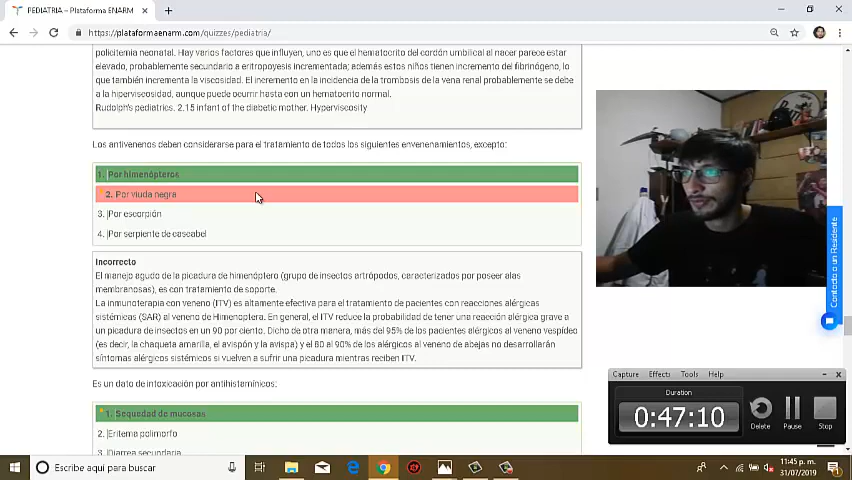 PEDIATRIA – Plataforma ENARM
https://plataformaenarm.com/quizzes/pediatria/
policitemia neonatal. Hay varios factores que influyen, uno es que el hematocrito del cordón umbilical al nacer parece estar
elevado, probablemente secundario a eritropoyesis incrementada; además estos niños tienen incremento del fibrinógeno, lo
que también incrementa la viscosidad. El incremento en la incidencia de la trombosis de la vena renal probablemente se debe
a la hiperviscosidad, aunque puede ocurrir hasta con un hematocrito normal.
Rudolph's pediatrics. 2.15 infant of the diabetic mother. Hyperviscosity
Los antivenenos deben considerarse para el tratamiento de todos los siguientes envenenamientos, excepto:
1. Por himenópteros
2. Por viuda negra
3. Por escorpión
4. Por serpiente de cascabel
Incorrecto
El manejo agudo de la picadura de himenóptero (grupo de insectos artrópodos, caracterizados por poseer alas
membranosas), es con tratamiento de soporte.
La inmunoterapia con veneno (ITV) es altamente efectiva para el tratamiento de pacientes con reacciones alérgicas
sistémicas (SAR) al veneno de Himenoptera. En general, el ITV reduce la probabilidad de tener una reacción alérgica grave a
un picadura de insectos en un 90 por ciento. Dicho de otra manera, más del 95% de los pacientes alérgicos al veneno vespídeo
(es decir, la chaqueta amarilla, el avispón y la avispa) y el 80 al 90% de los alérgicos al veneno de abejas no desarrollarán
síntomas alérgicos sistémicos si vuelven a sufrir una picadura mientras reciben ITV.
Es un dato de intoxicación por antihistamínicos:
1. Sequedad de mucosas
2. Eritema polimorfo
3. Diarrea secundaria
Contacto a un Residente
Capture Effects Tools Help
Duration
0:47:10
Delete Pause Stop
Escribe aquí para buscar
11:45 p. m.
31/07/2019